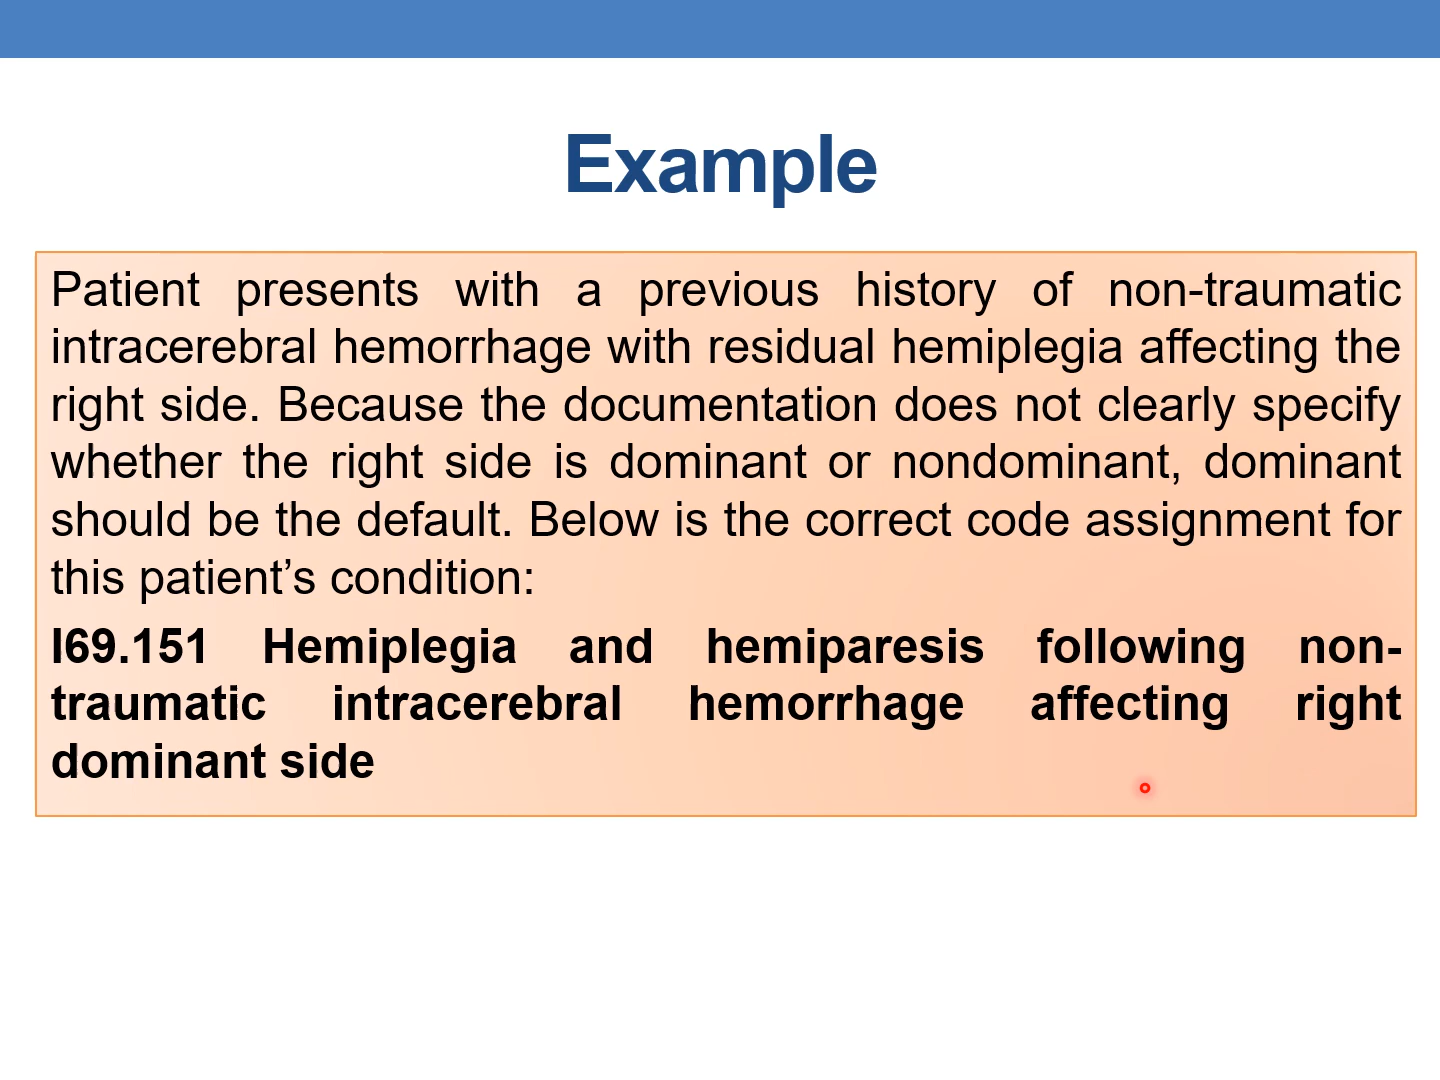 Example
Patient presents with a previous history of non-traumatic
intracerebral hemorrhage with residual hemiplegia affecting the
right side. Because the documentation does not clearly specify
whether the right side is dominant or nondominant, dominant
should be the default. Below is the correct code assignment for
this patient’s condition:
I69.151 Hemiplegia and hemiparesis following non-
traumatic intracerebral hemorrhage affecting right
dominant side